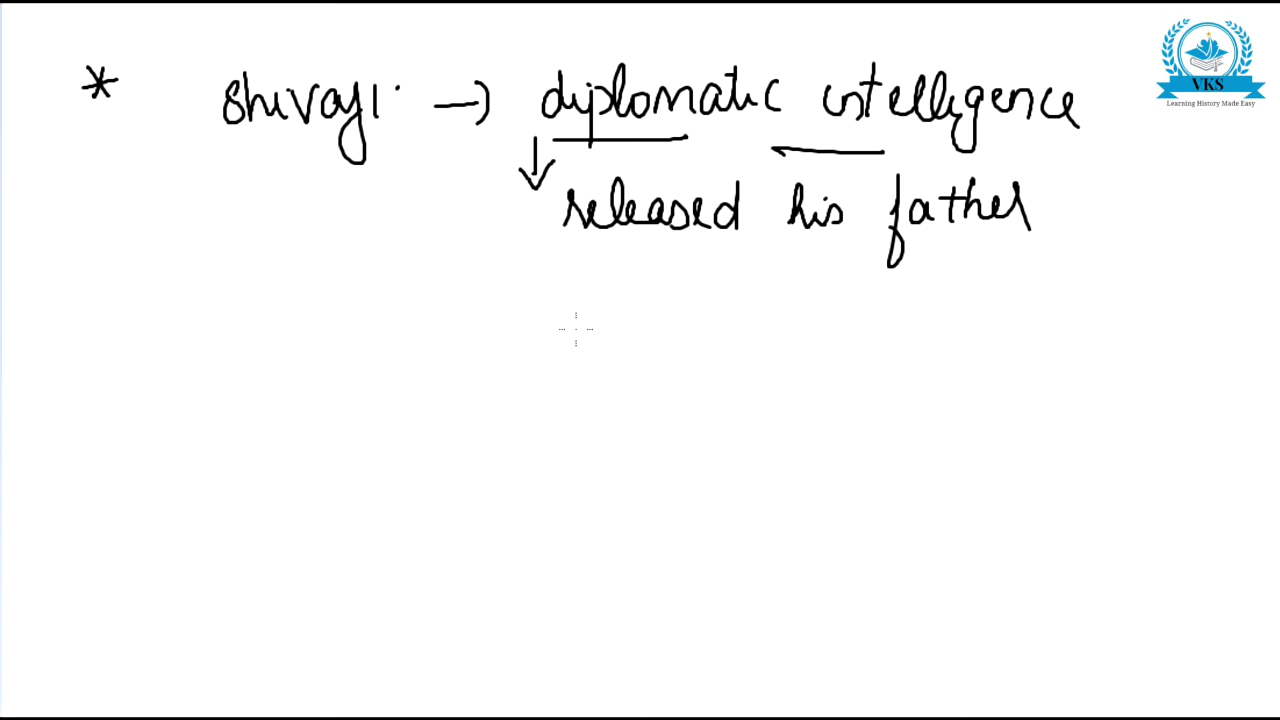 * Shivaji → diplomatic intelligence
↓ released his father
VKS
Learning History Made Easy